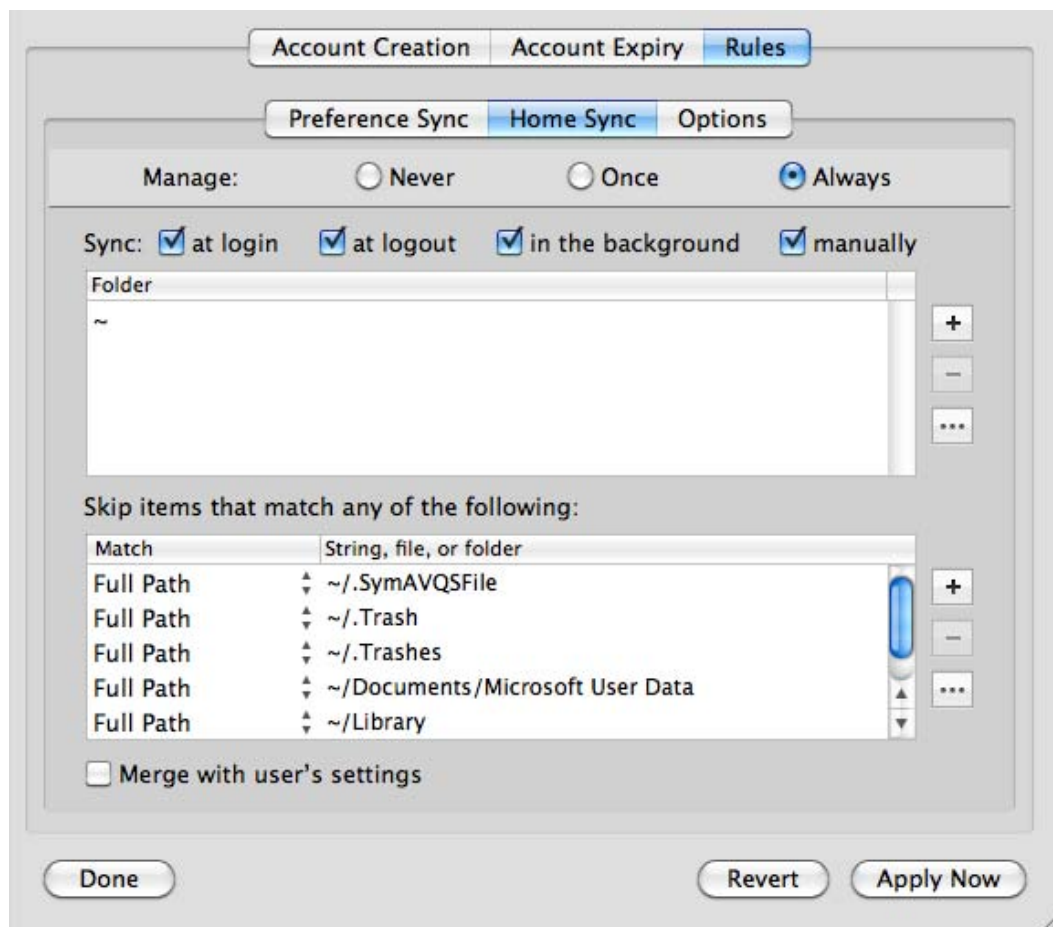 Account Creation Account Expiry Rules
Preference Sync Home Sync Options
Manage: Never Once Always
Sync: at login at logout in the background manually
Folder
~
+
−
...
Skip items that match any of the following:
Match String, file, or folder
Full Path ~/.SymAVQSFile
Full Path ~/.Trash
Full Path ~/.Trashes
Full Path ~/Documents/Microsoft User Data
Full Path ~/Library
+
−
...
Merge with user's settings
Done Revert Apply Now